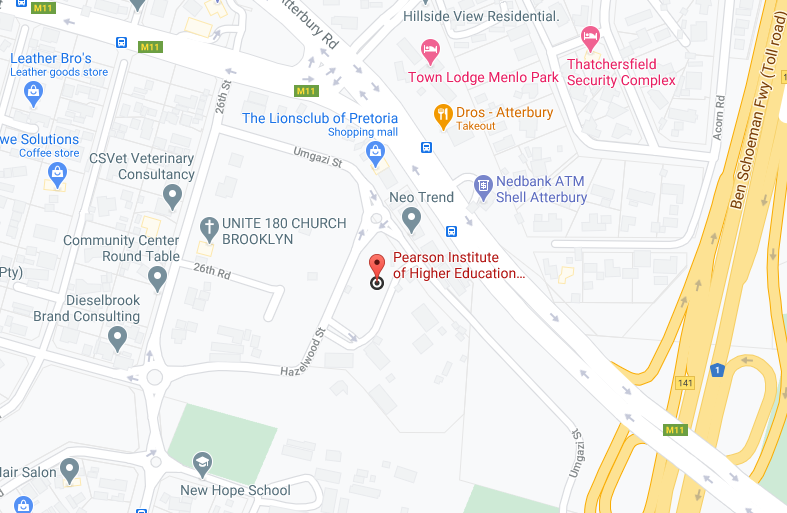 M11
Atterbury Rd
Hillside View Residential.
M11
Leather Bro's
Leather goods store
Town Lodge Menlo Park
Thatchersfield
Security Complex
Ben Schoeman Fwy (Toll road)
26th St
M11
Acorn Rd
The Lionsclub of Pretoria
Shopping mall
Dros - Atterbury
Takeout
we Solutions
Coffee store
CSVet Veterinary
Consultancy
Umgazi St
Nedbank ATM
Shell Atterbury
Neo Trend
UNITE 180 CHURCH
BROOKLYN
Community Center
Round Table
Pearson Institute
of Higher Education...
Pty)
26th Rd
Dieselbrook
Brand Consulting
Hazelwood St
1
141
M11
Umgazi St
Hair Salon
New Hope School